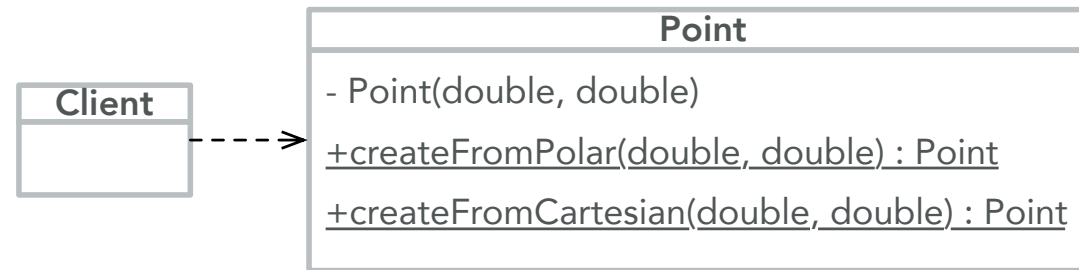 Client
Point
- Point(double, double)
+createFromPolar(double, double) : Point
+createFromCartesian(double, double) : Point